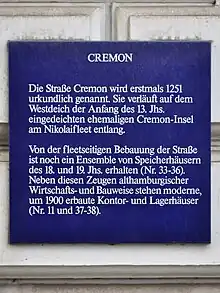 CREMON
Die Straße Cremon wird erstmals 1251
urkundlich genannt. Sie verläuft auf dem
Westdeich der Anfang des 13. Jhs.
eingedeichten ehemaligen Cremon-Insel
am Nikolaifleet entlang.
Von der fleetseitigen Bebauung der Straße
ist noch ein Ensemble von Speicherhäusern
des 18. und 19. Jhs. erhalten (Nr. 33-36).
Neben diesen Zeugen althamburgischer
Wirtschafts- und Bauweise stehen moderne,
um 1900 erbaute Kontor- und Lagerhäuser
(Nr. 11 und 37-38).